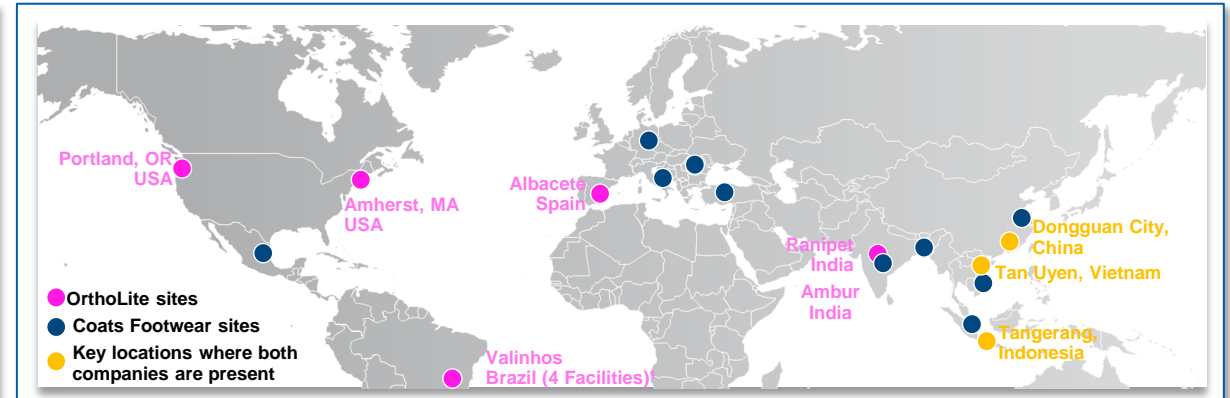 Portland, OR
USA
Amherst, MA
USA
Albacete
Spain
Ranipet
India
Ambur
India
Dongguan City,
China
Tan Uyen, Vietnam
Tangerang,
Indonesia
Valinhos
Brazil (4 Facilities)¹
OrthoLite sites
Coats Footwear sites
Key locations where both
companies are present